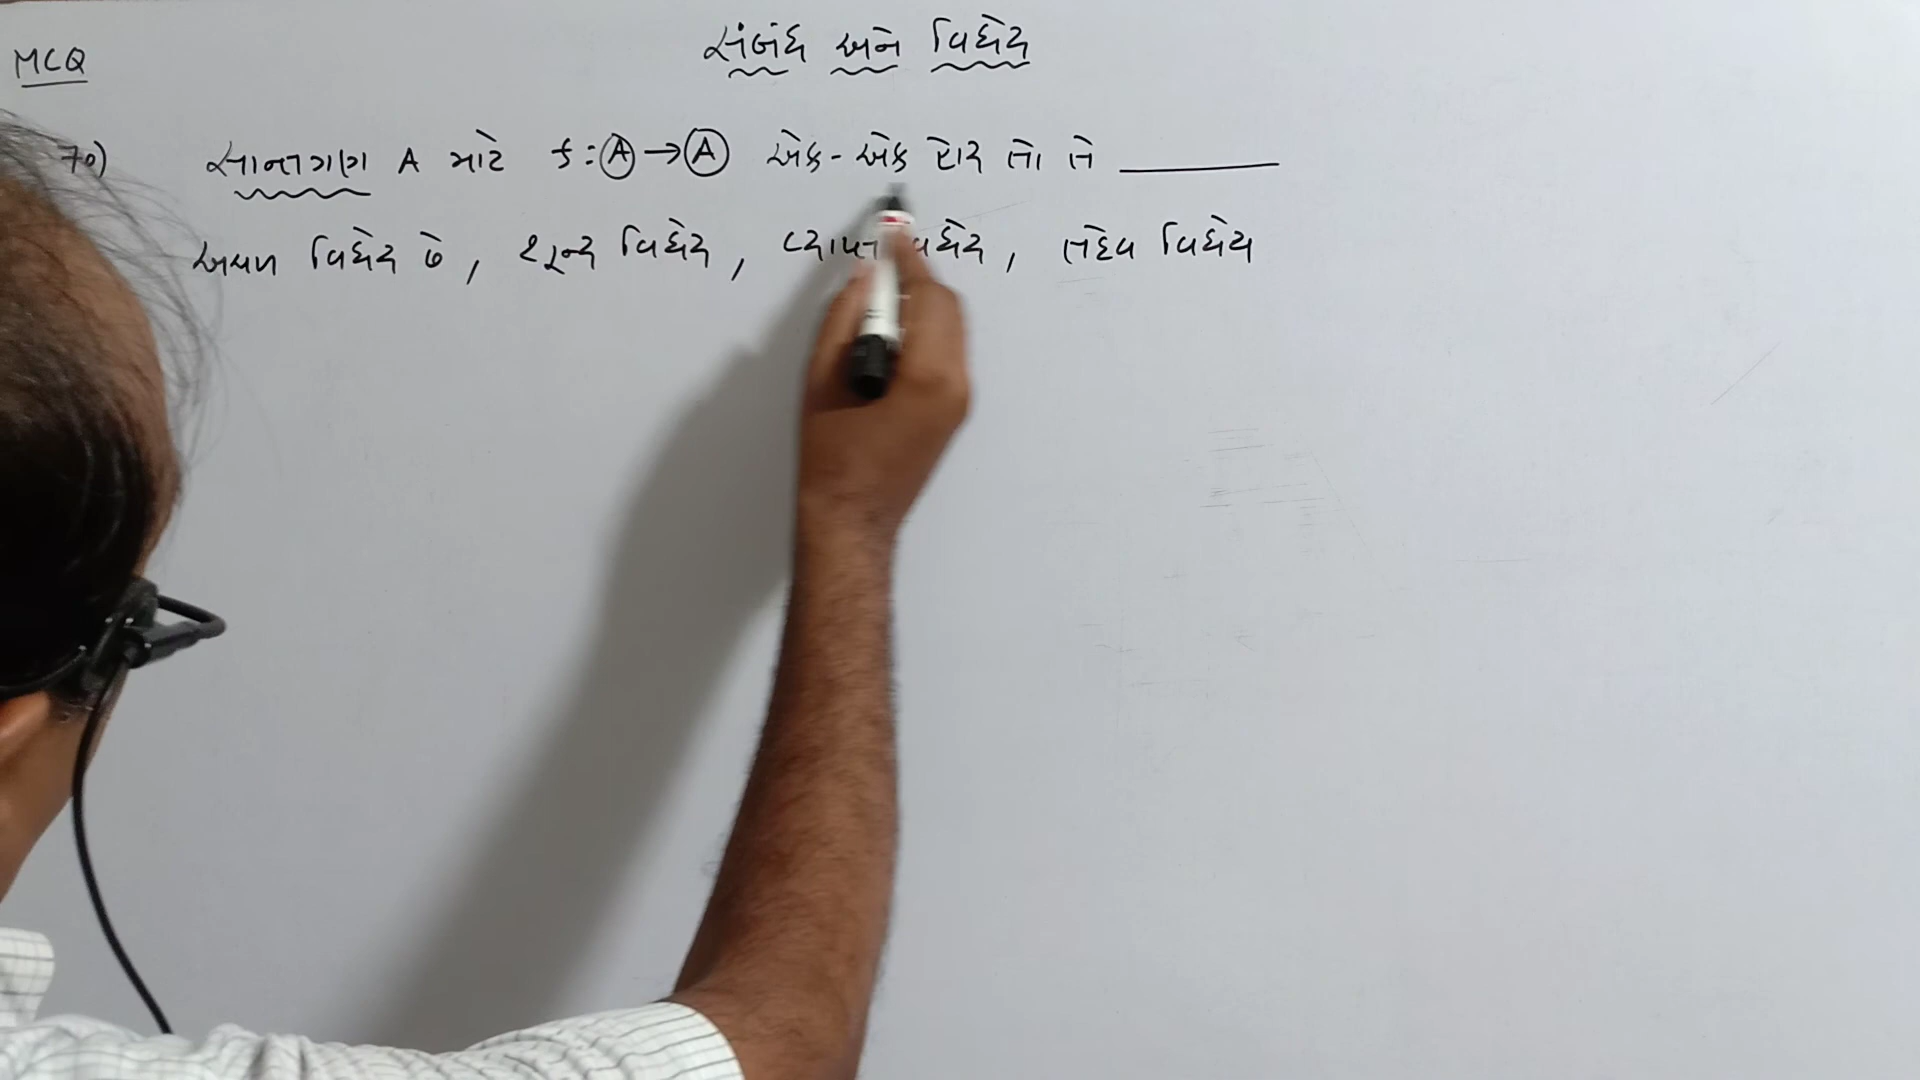 MCQ
સંબંધ અને વિધેય
70) સાન્તગણ A માટે f : A → A એક-એક હોય તો તે ________
અચળ વિધેય છે, શૂન્ય વિધેય, વ્યાપ્ત વિધેય, તદેવ વિધેય